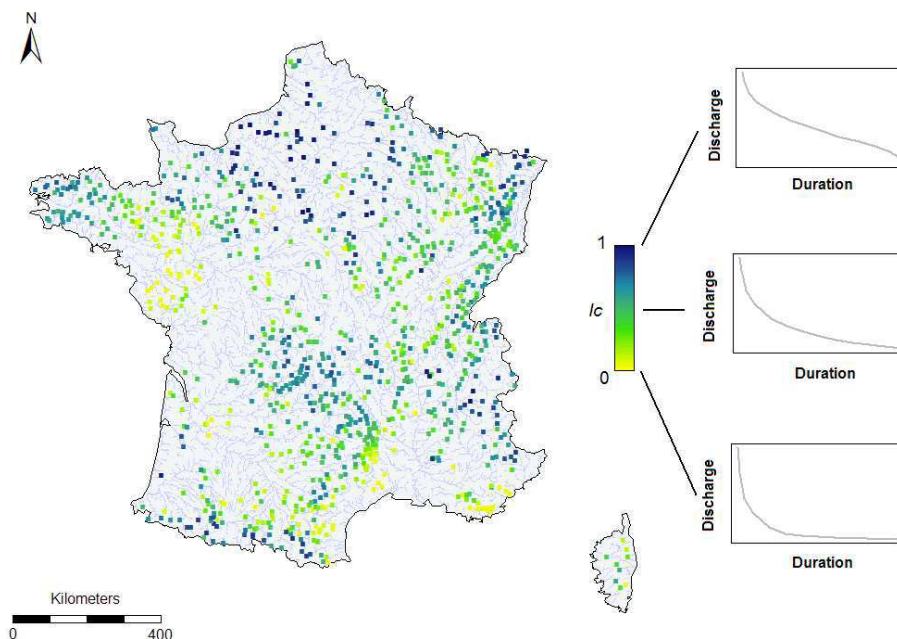 N
Discharge
Duration
1
Ic
0
Discharge
Duration
Discharge
Duration
Kilometers
0 400